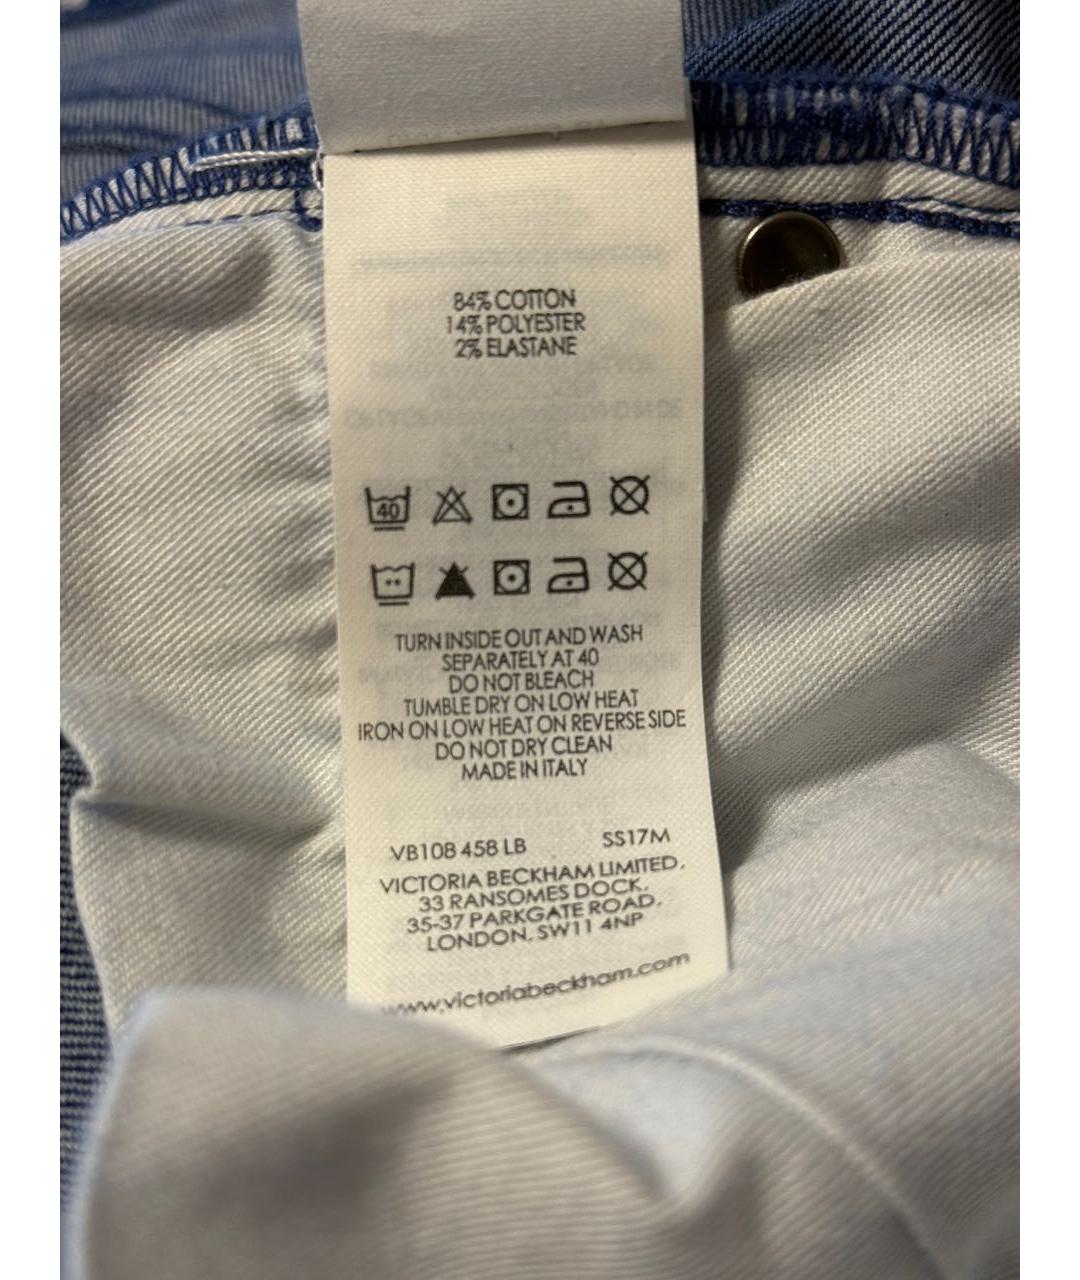 84% COTTON
14% POLYESTER
2% ELASTANE
40
TURN INSIDE OUT AND WASH
SEPARATELY AT 40
DO NOT BLEACH
TUMBLE DRY ON LOW HEAT
IRON ON LOW HEAT ON REVERSE SIDE
DO NOT DRY CLEAN
MADE IN ITALY
VB108 458 LB SS17M
VICTORIA BECKHAM LIMITED,
33 RANSOMES DOCK,
35-37 PARKGATE ROAD,
LONDON, SW11 4NP
www.victoriabeckham.com